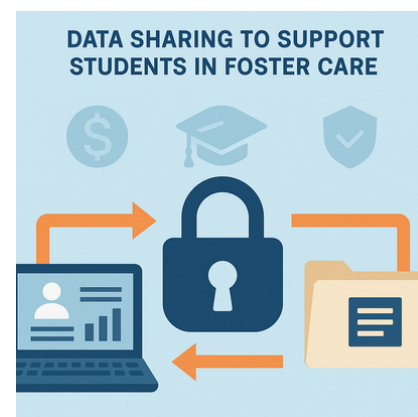 DATA SHARING TO SUPPORT
STUDENTS IN FOSTER CARE
$